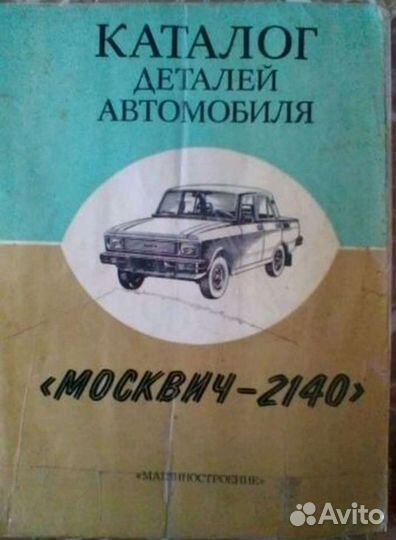 КАТАЛОГ
ДЕТАЛЕЙ
АВТОМОБИЛЯ
«МОСКВИЧ-2140»
«МАШИНОСТРОЕНИЕ»
Avito